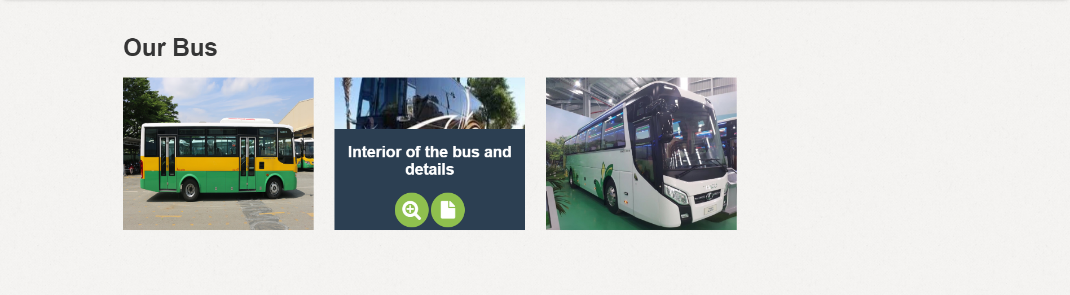 Our Bus
Interior of the bus and
details